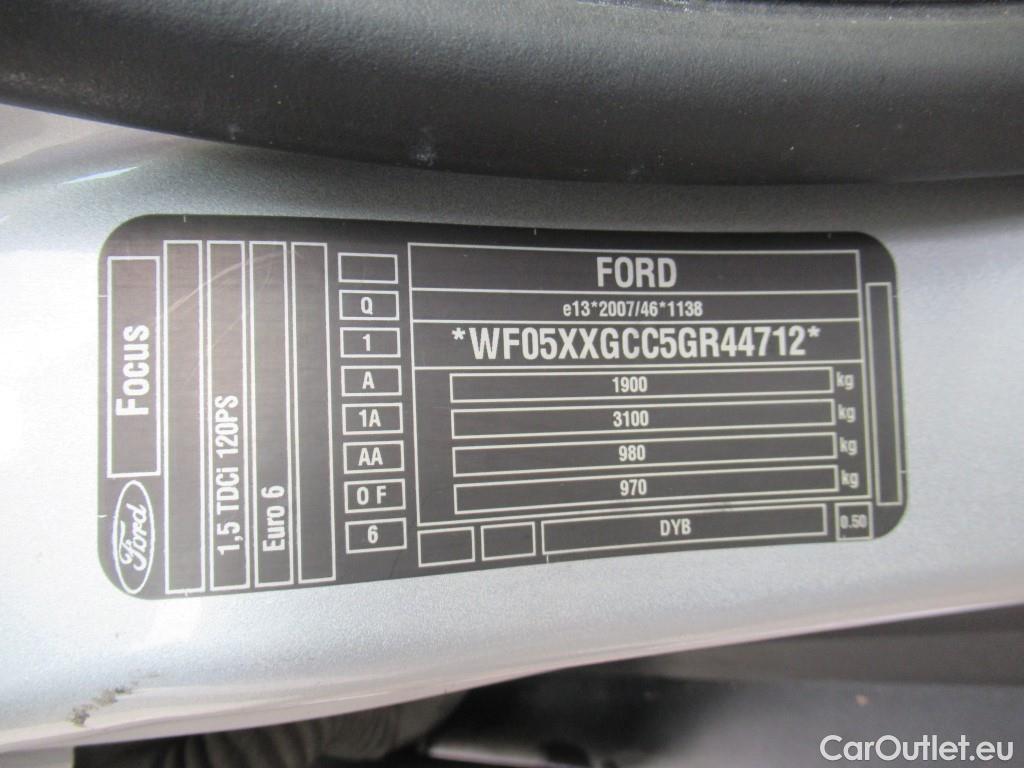 Focus
Ford
1,5 TDCi 120PS
Euro 6
Q
1
A
1A
AA
0 F
6
FORD
e13*2007/46*1138
*WF05XXGCC5GR44712*
1900 kg
3100 kg
980 kg
970 kg
DYB 0.50
CarOutlet.eu